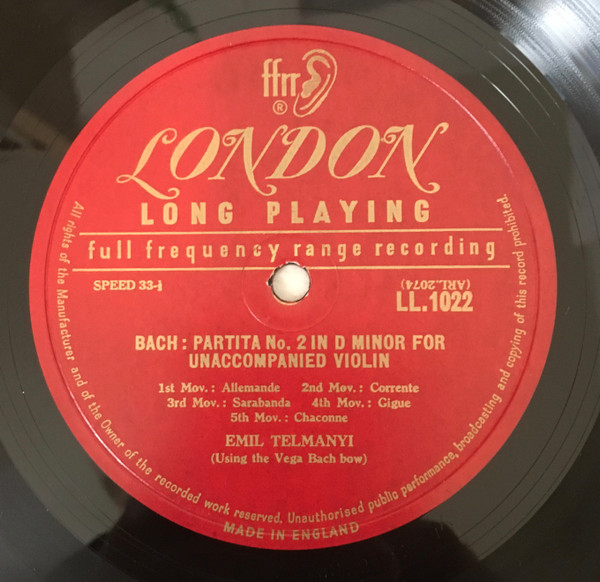 ffrr
®
LONDON
LONG PLAYING
full frequency range recording
SPEED 33⅓
(ARL.2074)
LL.1022
BACH : PARTITA No. 2 IN D MINOR FOR
UNACCOMPANIED VIOLIN
1st Mov.: Allemande 2nd Mov.: Corrente
3rd Mov.: Sarabanda 4th Mov.: Gigue
5th Mov.: Chaconne
EMIL TELMANYI
(Using the Vega Bach bow)
All rights of the Manufacturer and of the Owner of the recorded work reserved. Unauthorised public performance, broadcasting and copying of this record prohibited.
MADE IN ENGLAND